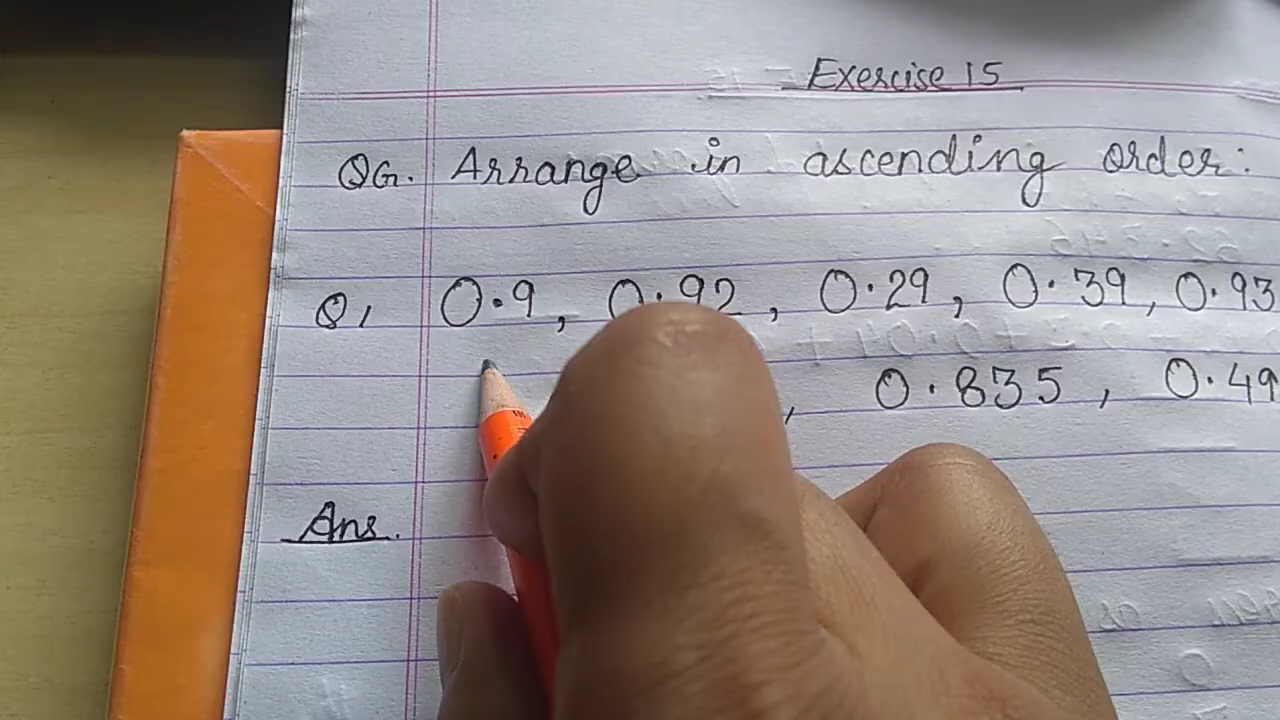 Exercise 15
QG. Arrange in ascending order:
Q1 0.9, 0.92, 0.29, 0.39, 0.93
, 0.835, 0.49
Ans.